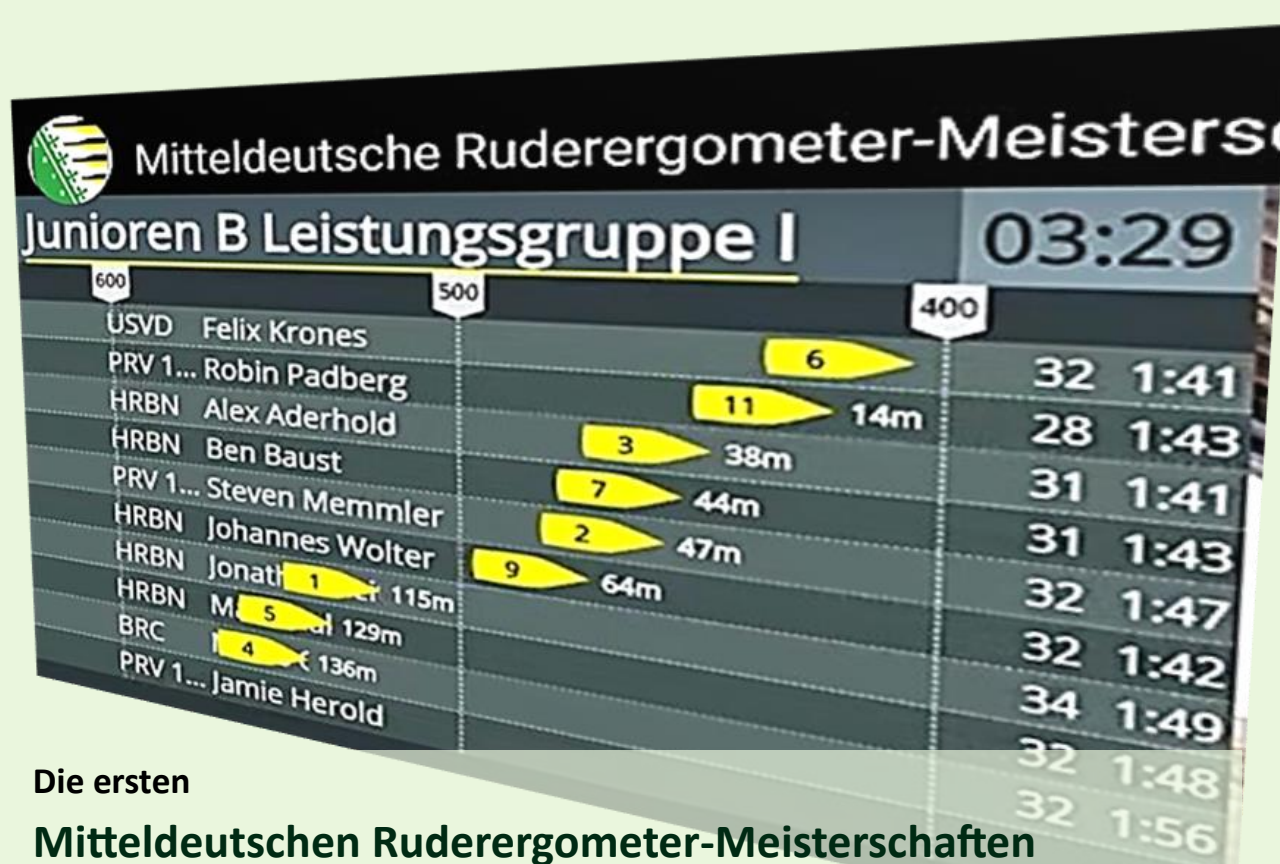 Mitteldeutsche Ruderergometer-Meisters
Junioren B Leistungsgruppe I 03:29
600 500 400
USVD Felix Krones 6 32 1:41
PRV 1... Robin Padberg 11 14m 28 1:43
HRBN Alex Aderhold 3 38m 31 1:41
HRBN Ben Baust 7 44m 31 1:43
PRV 1... Steven Memmler 2 47m 32 1:47
HRBN Johannes Wolter 9 64m 32 1:42
HRBN 1 115m 34 1:49
HRBN 5 129m 32 1:48
BRC 4 136m 32 1:56
PRV 1... Jamie Herold
Die ersten
Mitteldeutschen Ruderergometer-Meisterschaften